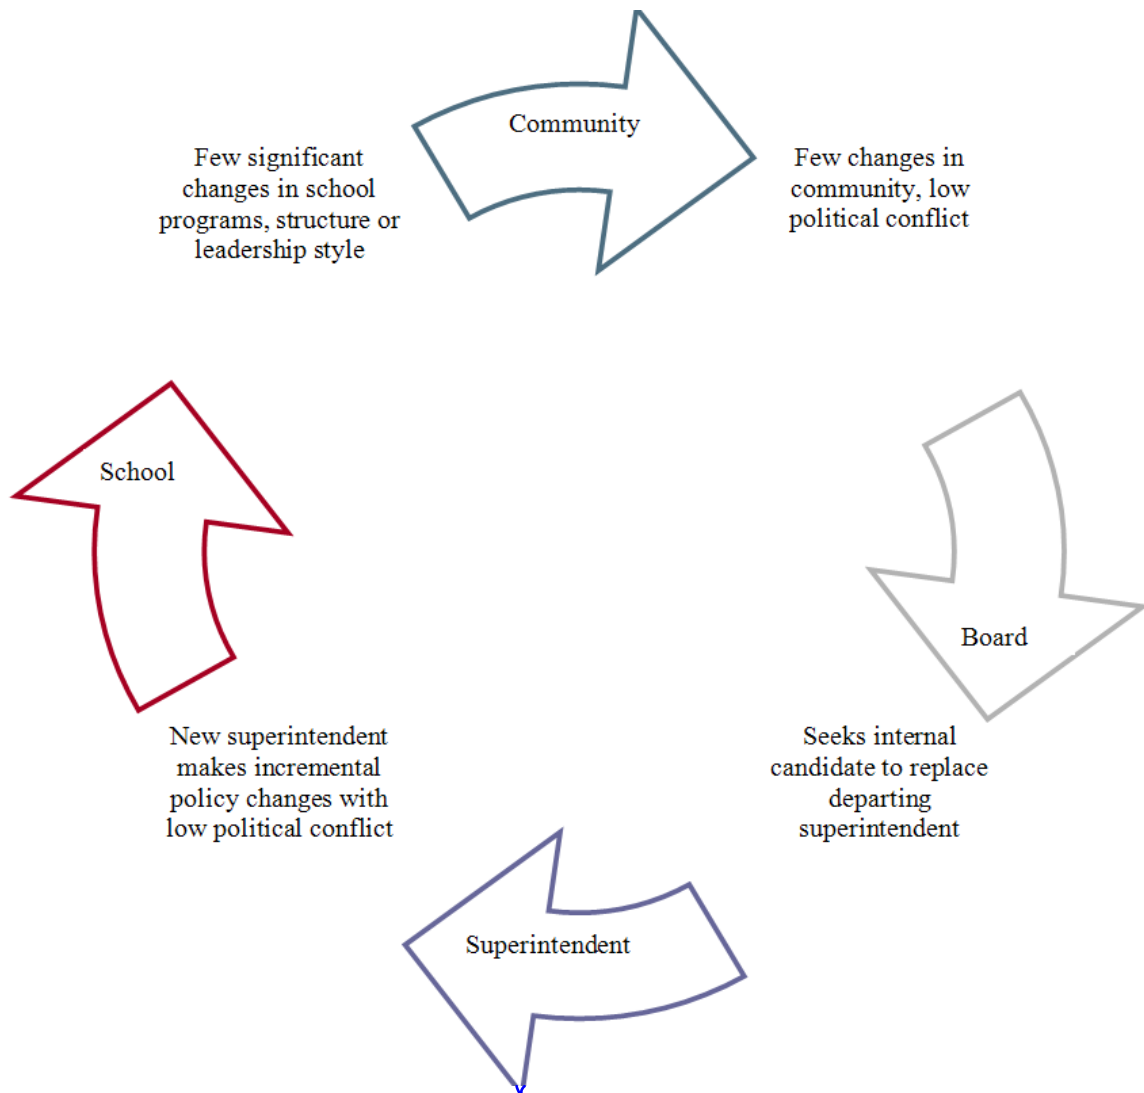 Community
Few significant
changes in school
programs, structure or
leadership style
Few changes in
community, low
political conflict
School
Board
New superintendent
makes incremental
policy changes with
low political conflict
Seeks internal
candidate to replace
departing
superintendent
Superintendent